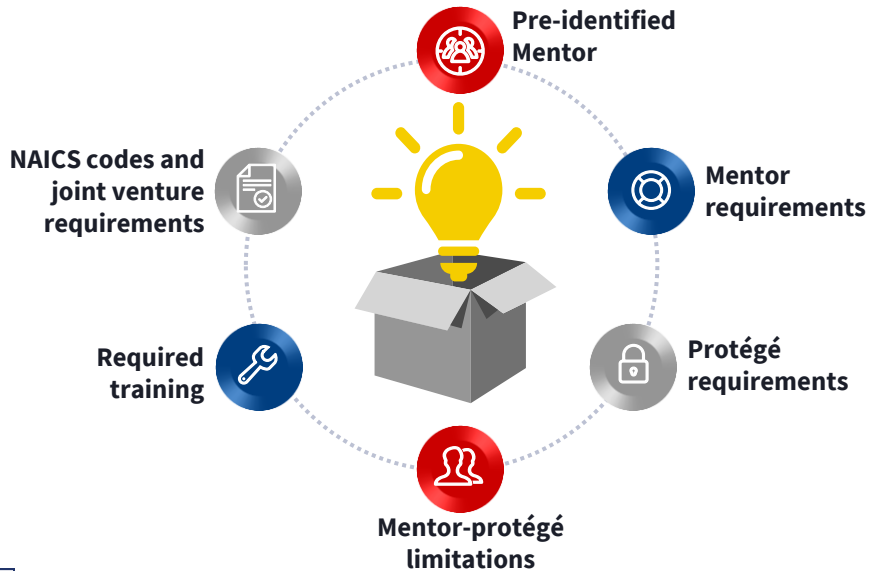 Pre-identified
Mentor
NAICS codes and
joint venture
requirements
Mentor
requirements
Required
training
Protégé
requirements
Mentor-protégé
limitations